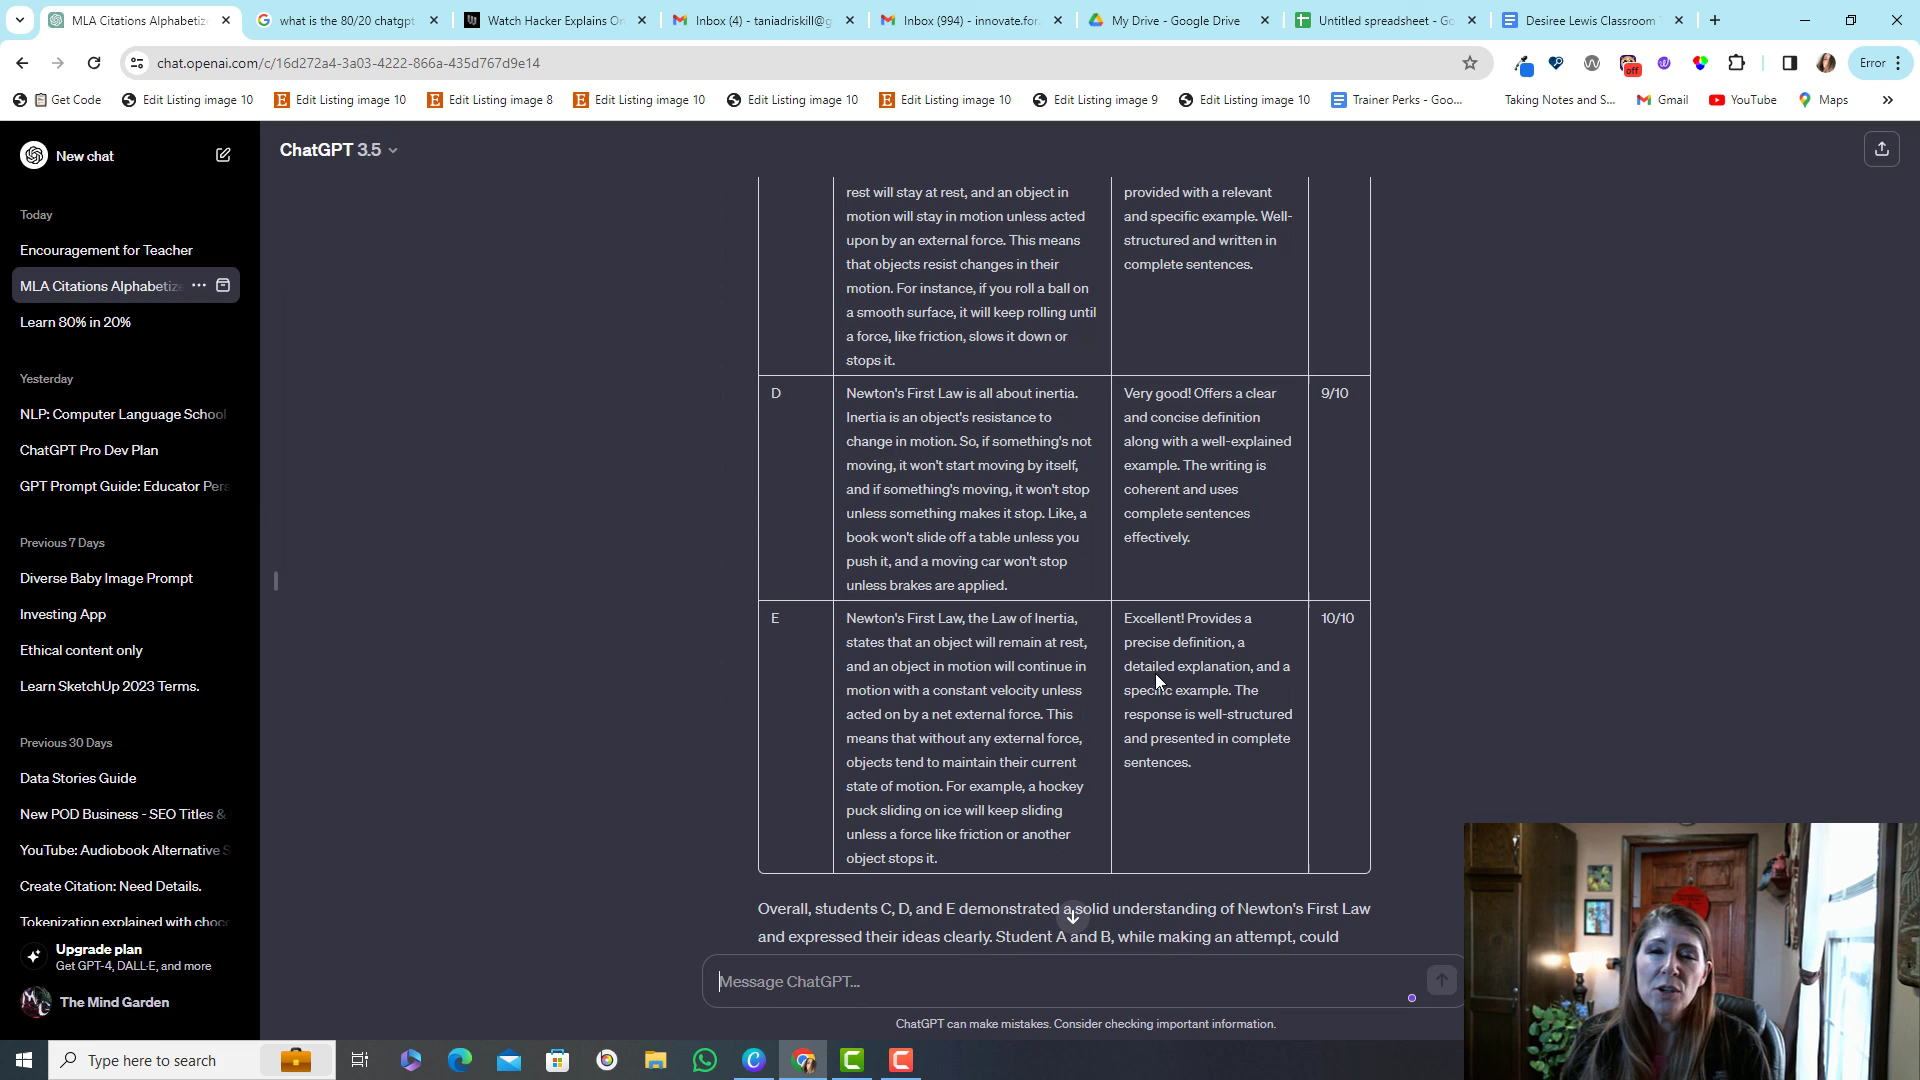 MLA Citations Alphabetize
what is the 80/20 chatgpt
Watch Hacker Explains On
Inbox (4) - taniadriskill@g
Inbox (994) - innovate.for
My Drive - Google Drive
Untitled spreadsheet - Go
Desiree Lewis Classroom
chat.openai.com/c/16d272a4-3a03-4222-866a-435d767d9e14
off
Error
Get Code
Edit Listing image 10
Edit Listing image 10
Edit Listing image 8
Edit Listing image 10
Edit Listing image 10
Edit Listing image 10
Edit Listing image 9
Edit Listing image 10
Trainer Perks - Goo...
Taking Notes and S...
Gmail
YouTube
Maps
New chat
Today
Encouragement for Teacher
MLA Citations Alphabetize
Learn 80% in 20%
Yesterday
NLP: Computer Language School
ChatGPT Pro Dev Plan
GPT Prompt Guide: Educator Pers
Previous 7 Days
Diverse Baby Image Prompt
Investing App
Ethical content only
Learn SketchUp 2023 Terms.
Previous 30 Days
Data Stories Guide
New POD Business - SEO Titles &
YouTube: Audiobook Alternative S
Create Citation: Need Details.
Tokenization explained with choc
Upgrade plan
Get GPT-4, DALL·E, and more
The Mind Garden
ChatGPT 3.5
rest will stay at rest, and an object in
motion will stay in motion unless acted
upon by an external force. This means
that objects resist changes in their
motion. For instance, if you roll a ball on
a smooth surface, it will keep rolling until
a force, like friction, slows it down or
stops it.
provided with a relevant
and specific example. Well-
structured and written in
complete sentences.
D
Newton's First Law is all about inertia.
Inertia is an object's resistance to
change in motion. So, if something's not
moving, it won't start moving by itself,
and if something's moving, it won't stop
unless something makes it stop. Like, a
book won't slide off a table unless you
push it, and a moving car won't stop
unless brakes are applied.
Very good! Offers a clear
and concise definition
along with a well-explained
example. The writing is
coherent and uses
complete sentences
effectively.
9/10
E
Newton's First Law, the Law of Inertia,
states that an object will remain at rest,
and an object in motion will continue in
motion with a constant velocity unless
acted on by a net external force. This
means that without any external force,
objects tend to maintain their current
state of motion. For example, a hockey
puck sliding on ice will keep sliding
unless a force like friction or another
object stops it.
Excellent! Provides a
precise definition, a
detailed explanation, and a
specific example. The
response is well-structured
and presented in complete
sentences.
10/10
Overall, students C, D, and E demonstrated a solid understanding of Newton's First Law
and expressed their ideas clearly. Student A and B, while making an attempt, could
Message ChatGPT...
ChatGPT can make mistakes. Consider checking important information.
Type here to search